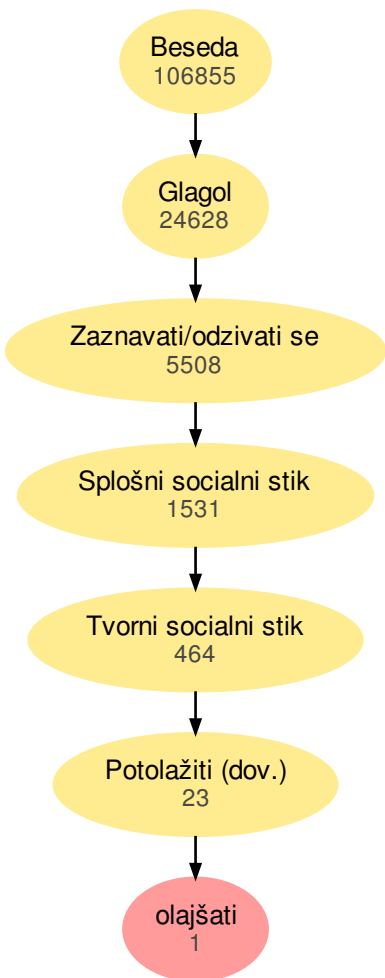 Beseda
106855
Glagol
24628
Zaznavati/odzivati se
5508
Splošni socialni stik
1531
Tvorni socialni stik
464
Potolažiti (dov.)
23
olajšati
1